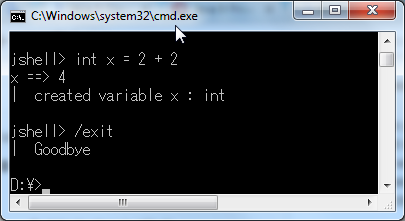 C:\Windows\system32\cmd.exe
jshell> int x = 2 + 2
x ==> 4
|  created variable x : int
jshell> /exit
|  Goodbye
D:¥>